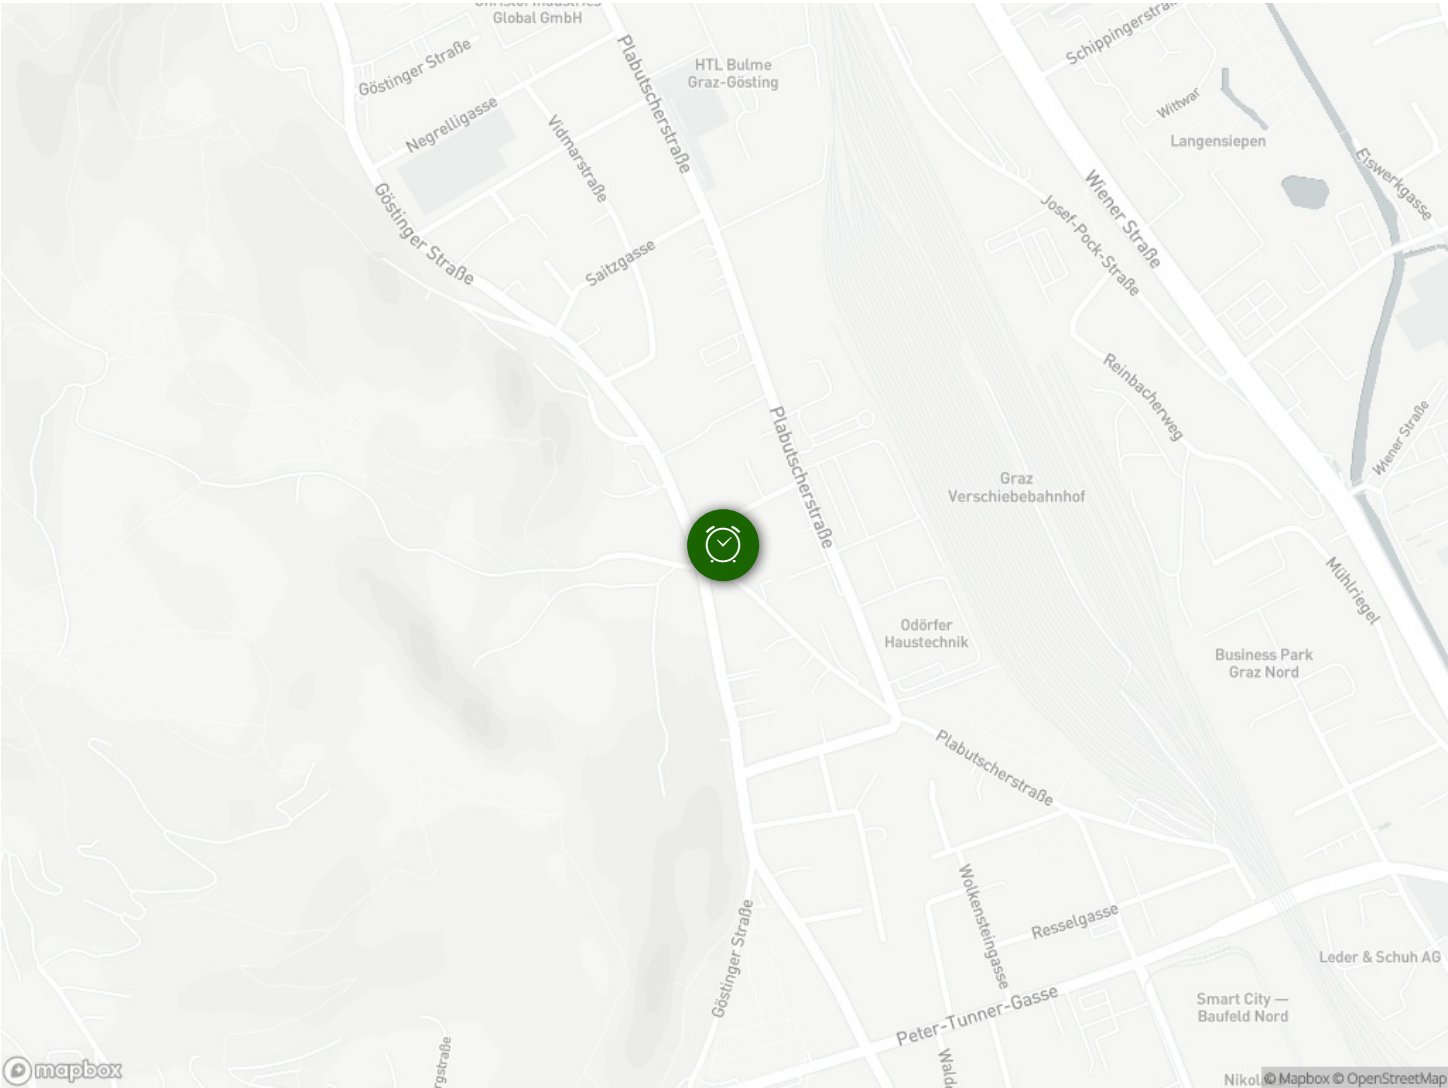 Global GmbH
Göstinger Straße
Negrelligasse
Vidmarstraße
Plabutscherstraße
HTL Bulme
Graz-Gösting
Wittwar
Langensiepen
Eiswerkgasse
Göstinger Straße
Saitzgasse
Josef-Pock-Straße
Wiener Straße
Reinbacherweg
Plabutscherstraße
Wiener Straße
Graz
Verschiebebahnhof
Mühlriegel
Odörfer
Haustechnik
Business Park
Graz Nord
Plabutscherstraße
Wolkensteingasse
Resselgasse
Göstinger Straße
Leder & Schuh AG
Smart City —
Baufeld Nord
Peter-Tunner-Gasse
mapbox
© Mapbox © OpenStreetMap